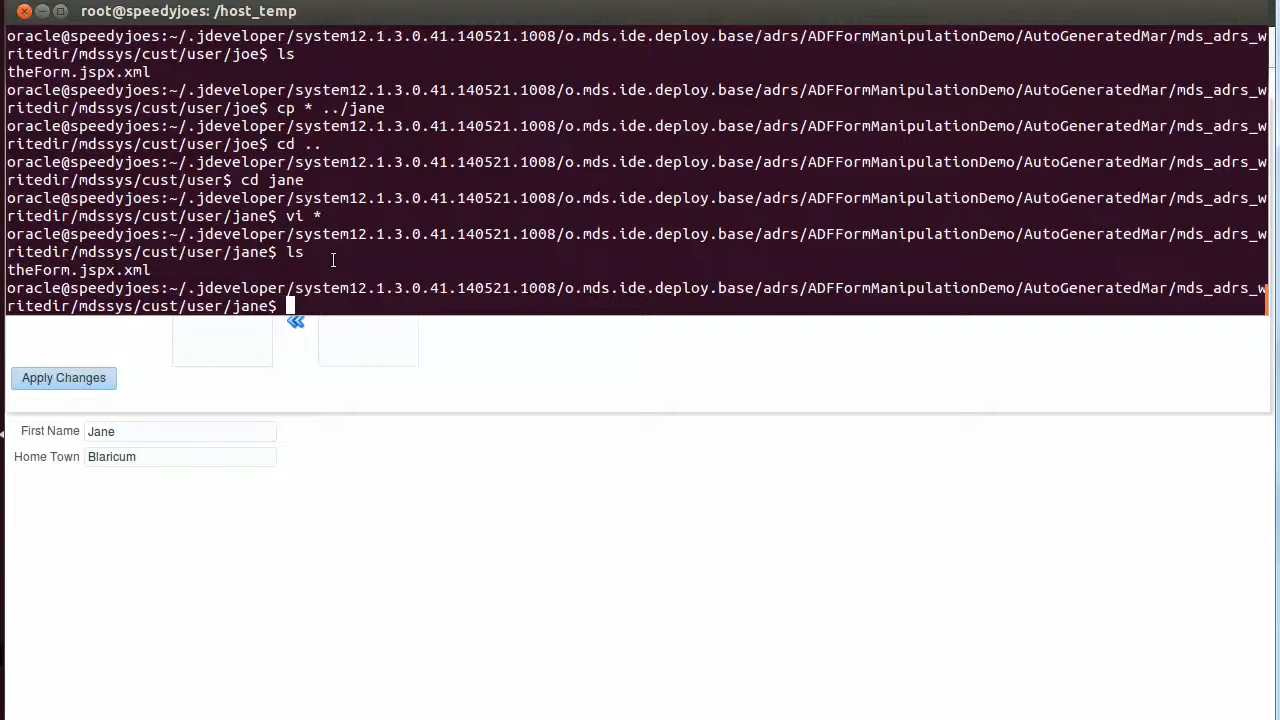 root@speedyjoes: /host_temp
oracle@speedyjoes:~/.jdeveloper/system12.1.3.0.41.140521.1008/o.mds.ide.deploy.base/adrs/ADFFormManipulationDemo/AutoGeneratedMar/mds_adrs_w
ritedir/mdssys/cust/user/joe$ ls
theForm.jspx.xml
oracle@speedyjoes:~/.jdeveloper/system12.1.3.0.41.140521.1008/o.mds.ide.deploy.base/adrs/ADFFormManipulationDemo/AutoGeneratedMar/mds_adrs_w
ritedir/mdssys/cust/user/joe$ cp * ../jane
oracle@speedyjoes:~/.jdeveloper/system12.1.3.0.41.140521.1008/o.mds.ide.deploy.base/adrs/ADFFormManipulationDemo/AutoGeneratedMar/mds_adrs_w
ritedir/mdssys/cust/user/joe$ cd ..
oracle@speedyjoes:~/.jdeveloper/system12.1.3.0.41.140521.1008/o.mds.ide.deploy.base/adrs/ADFFormManipulationDemo/AutoGeneratedMar/mds_adrs_w
ritedir/mdssys/cust/user$ cd jane
oracle@speedyjoes:~/.jdeveloper/system12.1.3.0.41.140521.1008/o.mds.ide.deploy.base/adrs/ADFFormManipulationDemo/AutoGeneratedMar/mds_adrs_w
ritedir/mdssys/cust/user/jane$ vi *
oracle@speedyjoes:~/.jdeveloper/system12.1.3.0.41.140521.1008/o.mds.ide.deploy.base/adrs/ADFFormManipulationDemo/AutoGeneratedMar/mds_adrs_w
ritedir/mdssys/cust/user/jane$ ls
theForm.jspx.xml
oracle@speedyjoes:~/.jdeveloper/system12.1.3.0.41.140521.1008/o.mds.ide.deploy.base/adrs/ADFFormManipulationDemo/AutoGeneratedMar/mds_adrs_w
ritedir/mdssys/cust/user/jane$
Apply Changes
First Name Jane
Home Town Blaricum